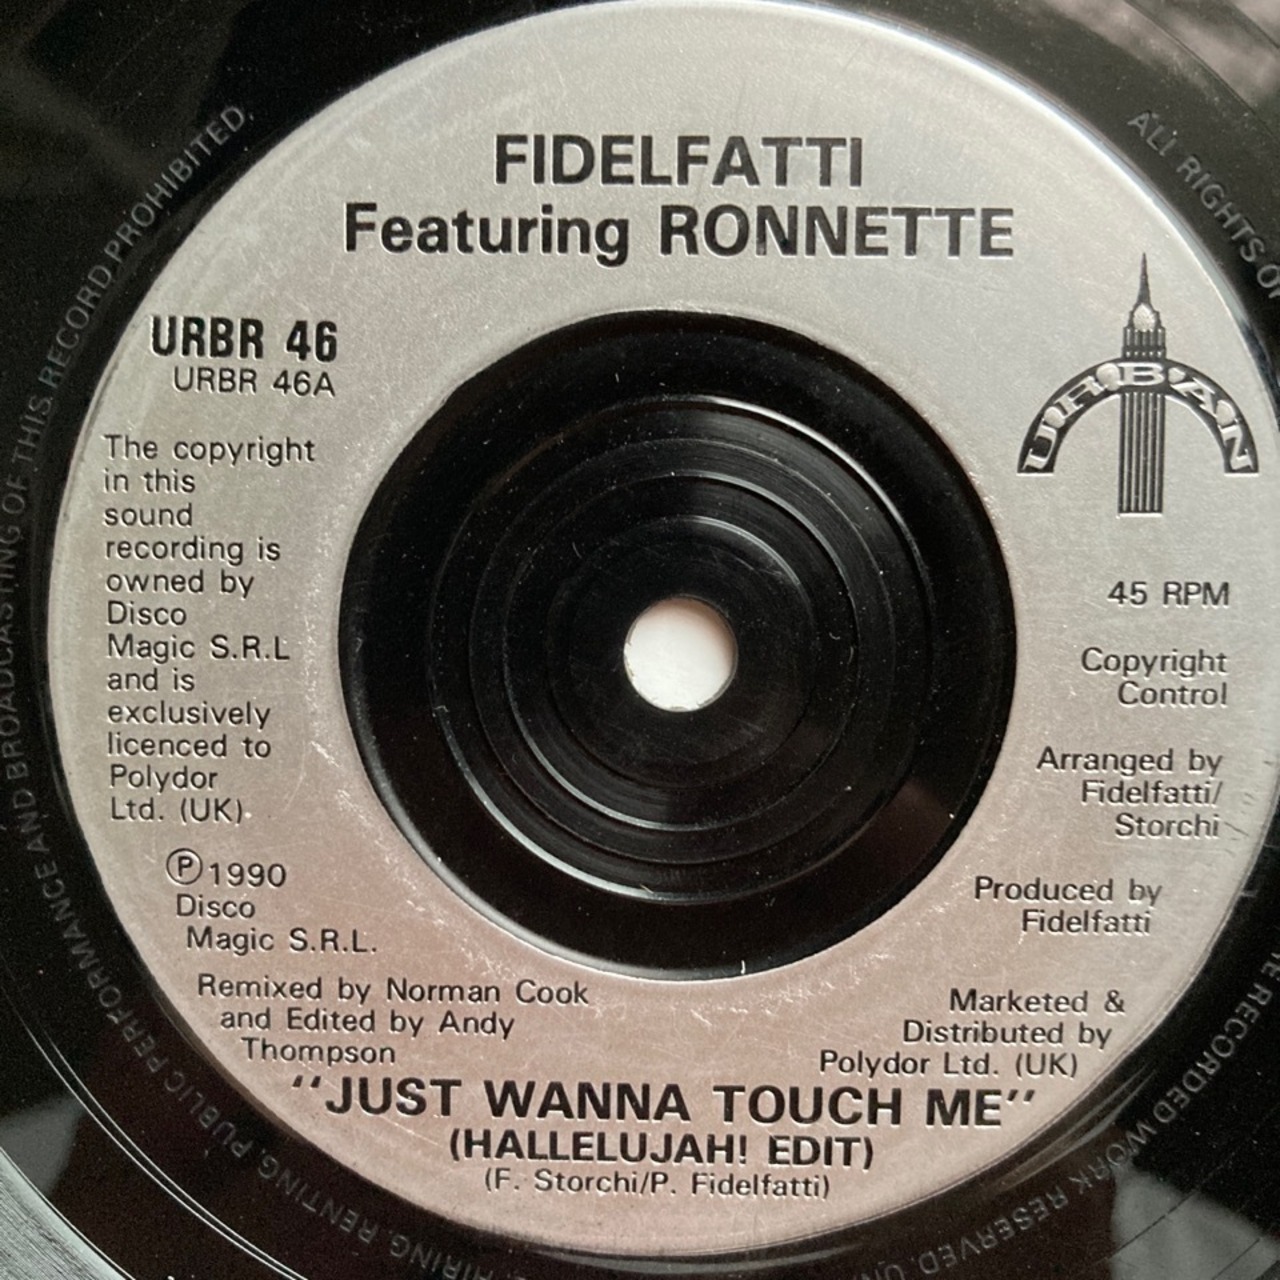 FIDELFATTI
Featuring RONNETTE
URBR 46
URBR 46A
URBAN
The copyright
in this
sound
recording is
owned by
Disco
Magic S.R.L
and is
exclusively
licenced to
Polydor
Ltd. (UK).
Ⓟ1990
Disco
Magic S.R.L.
Remixed by Norman Cook
and Edited by Andy
Thompson
45 RPM
Copyright
Control
Arranged by
Fidelfatti/
Storchi
Produced by
Fidelfatti
Marketed &
Distributed by
Polydor Ltd. (UK)
"JUST WANNA TOUCH ME"
(HALLELUJAH! EDIT)
(F. Storchi/P. Fidelfatti)
ALL RIGHTS OF
RECORDED WORK RESERVED.
HIRING, RENTING, PUBLIC PERFORMANCE AND BROADCASTING OF THIS RECORD PROHIBITED.